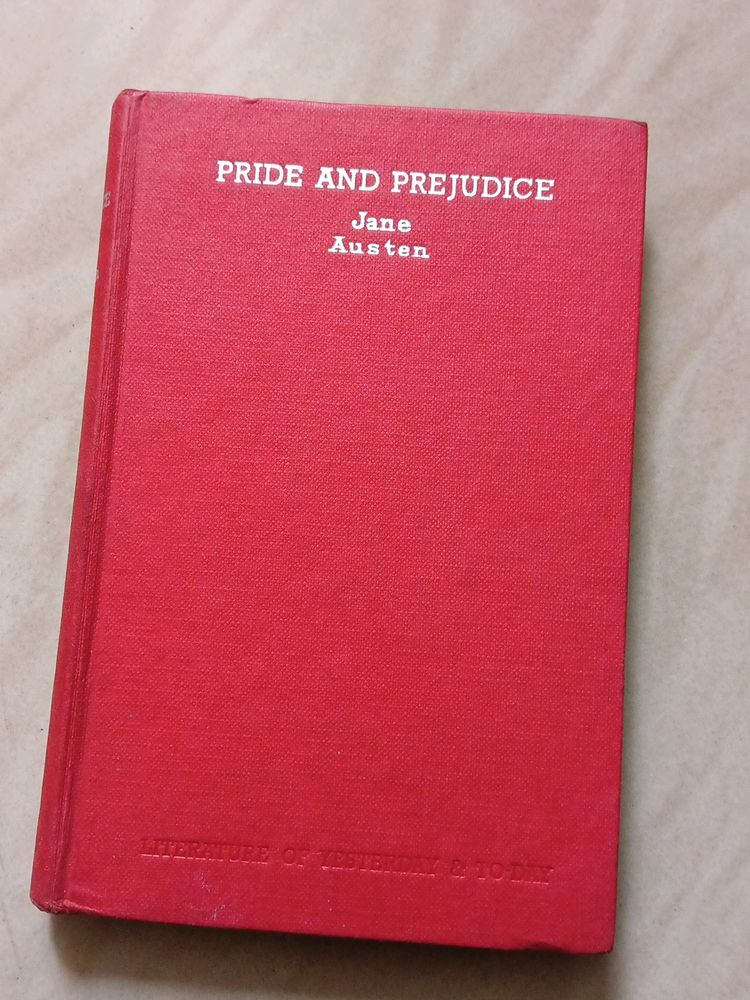 PRIDE AND PREJUDICE
Jane
Austen
LITERATURE OF YESTERDAY & TO-DAY